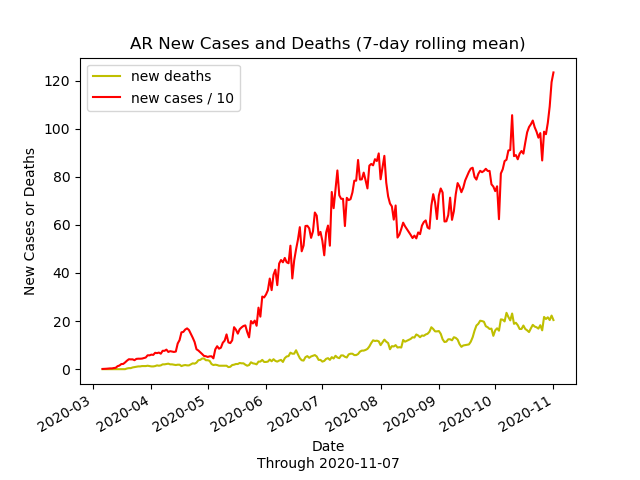 AR New Cases and Deaths (7-day rolling mean)
new deaths
new cases / 10
New Cases or Deaths
120
100
80
60
40
20
0
2020-03
2020-04
2020-05
2020-06
2020-07
2020-08
2020-09
2020-10
2020-11
Date
Through 2020-11-07